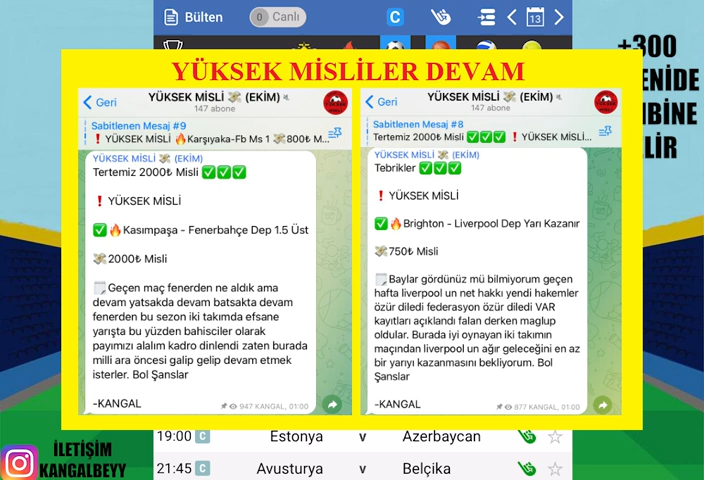 Bülten
0 Canlı
C
13
+300
ENİDE
MBİNE
LİR
YÜKSEK MİSLİLER DEVAM
Geri
YÜKSEK MİSLİ 💸 (EKİM)
147 abone
Sabitlenen Mesaj #9
❗ YÜKSEK MİSLİ 🔥Karşıyaka-Fb Ms 1 💸800₺ M...
YÜKSEK MİSLİ 💸 (EKİM)
Tertemiz 2000₺ Misli ✅✅✅
❗ YÜKSEK MİSLİ
✅🔥Kasımpaşa - Fenerbahçe Dep 1.5 Üst
💸2000₺ Misli
🗒️Geçen maç fenerden ne aldık ama
devam yatsakda devam batsakta devam
fenerden bu sezon iki takımda efsane
yarışta bu yüzden bahisciler olarak
payımızı alalım kadro dinlendi zaten burada
milli ara öncesi galip gelip devam etmek
isterler. Bol Şanslar
-KANGAL
947 KANGAL, 01:00
Geri
YÜKSEK MİSLİ 💸 (EKİM)
147 abone
Sabitlenen Mesaj #8
Tertemiz 2000₺ Misli ✅✅✅ ❗ YÜKSEK MİSLİ...
YÜKSEK MİSLİ 💸 (EKİM)
Tebrikler ✅✅✅
❗ YÜKSEK MİSLİ
✅🔥Brighton - Liverpool Dep Yarı Kazanır
💸750₺ Misli
🗒️Baylar gördünüz mü bilmiyorum geçen
hafta liverpool un net hakkı yendi hakemler
özür diledi federasyon özür diledi VAR
kayıtları açıklandı falan derken maglup
oldular. Burada iyi oynayan iki takımın
maçından liverpool un ağır geleceğini en az
bir yarıyı kazanmasını bekliyorum. Bol
Şanslar
-KANGAL
877 KANGAL, 01:00
19:00 C Estonya v Azerbaycan
21:45 C Avusturya v Belçika
İLETİŞİM
KANGALBEYY